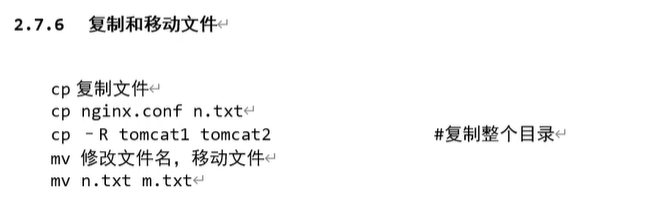 2.7.6 复制和移动文件
cp 复制文件
cp nginx.conf n.txt
cp –R tomcat1 tomcat2 #复制整个目录
mv 修改文件名，移动文件
mv n.txt m.txt